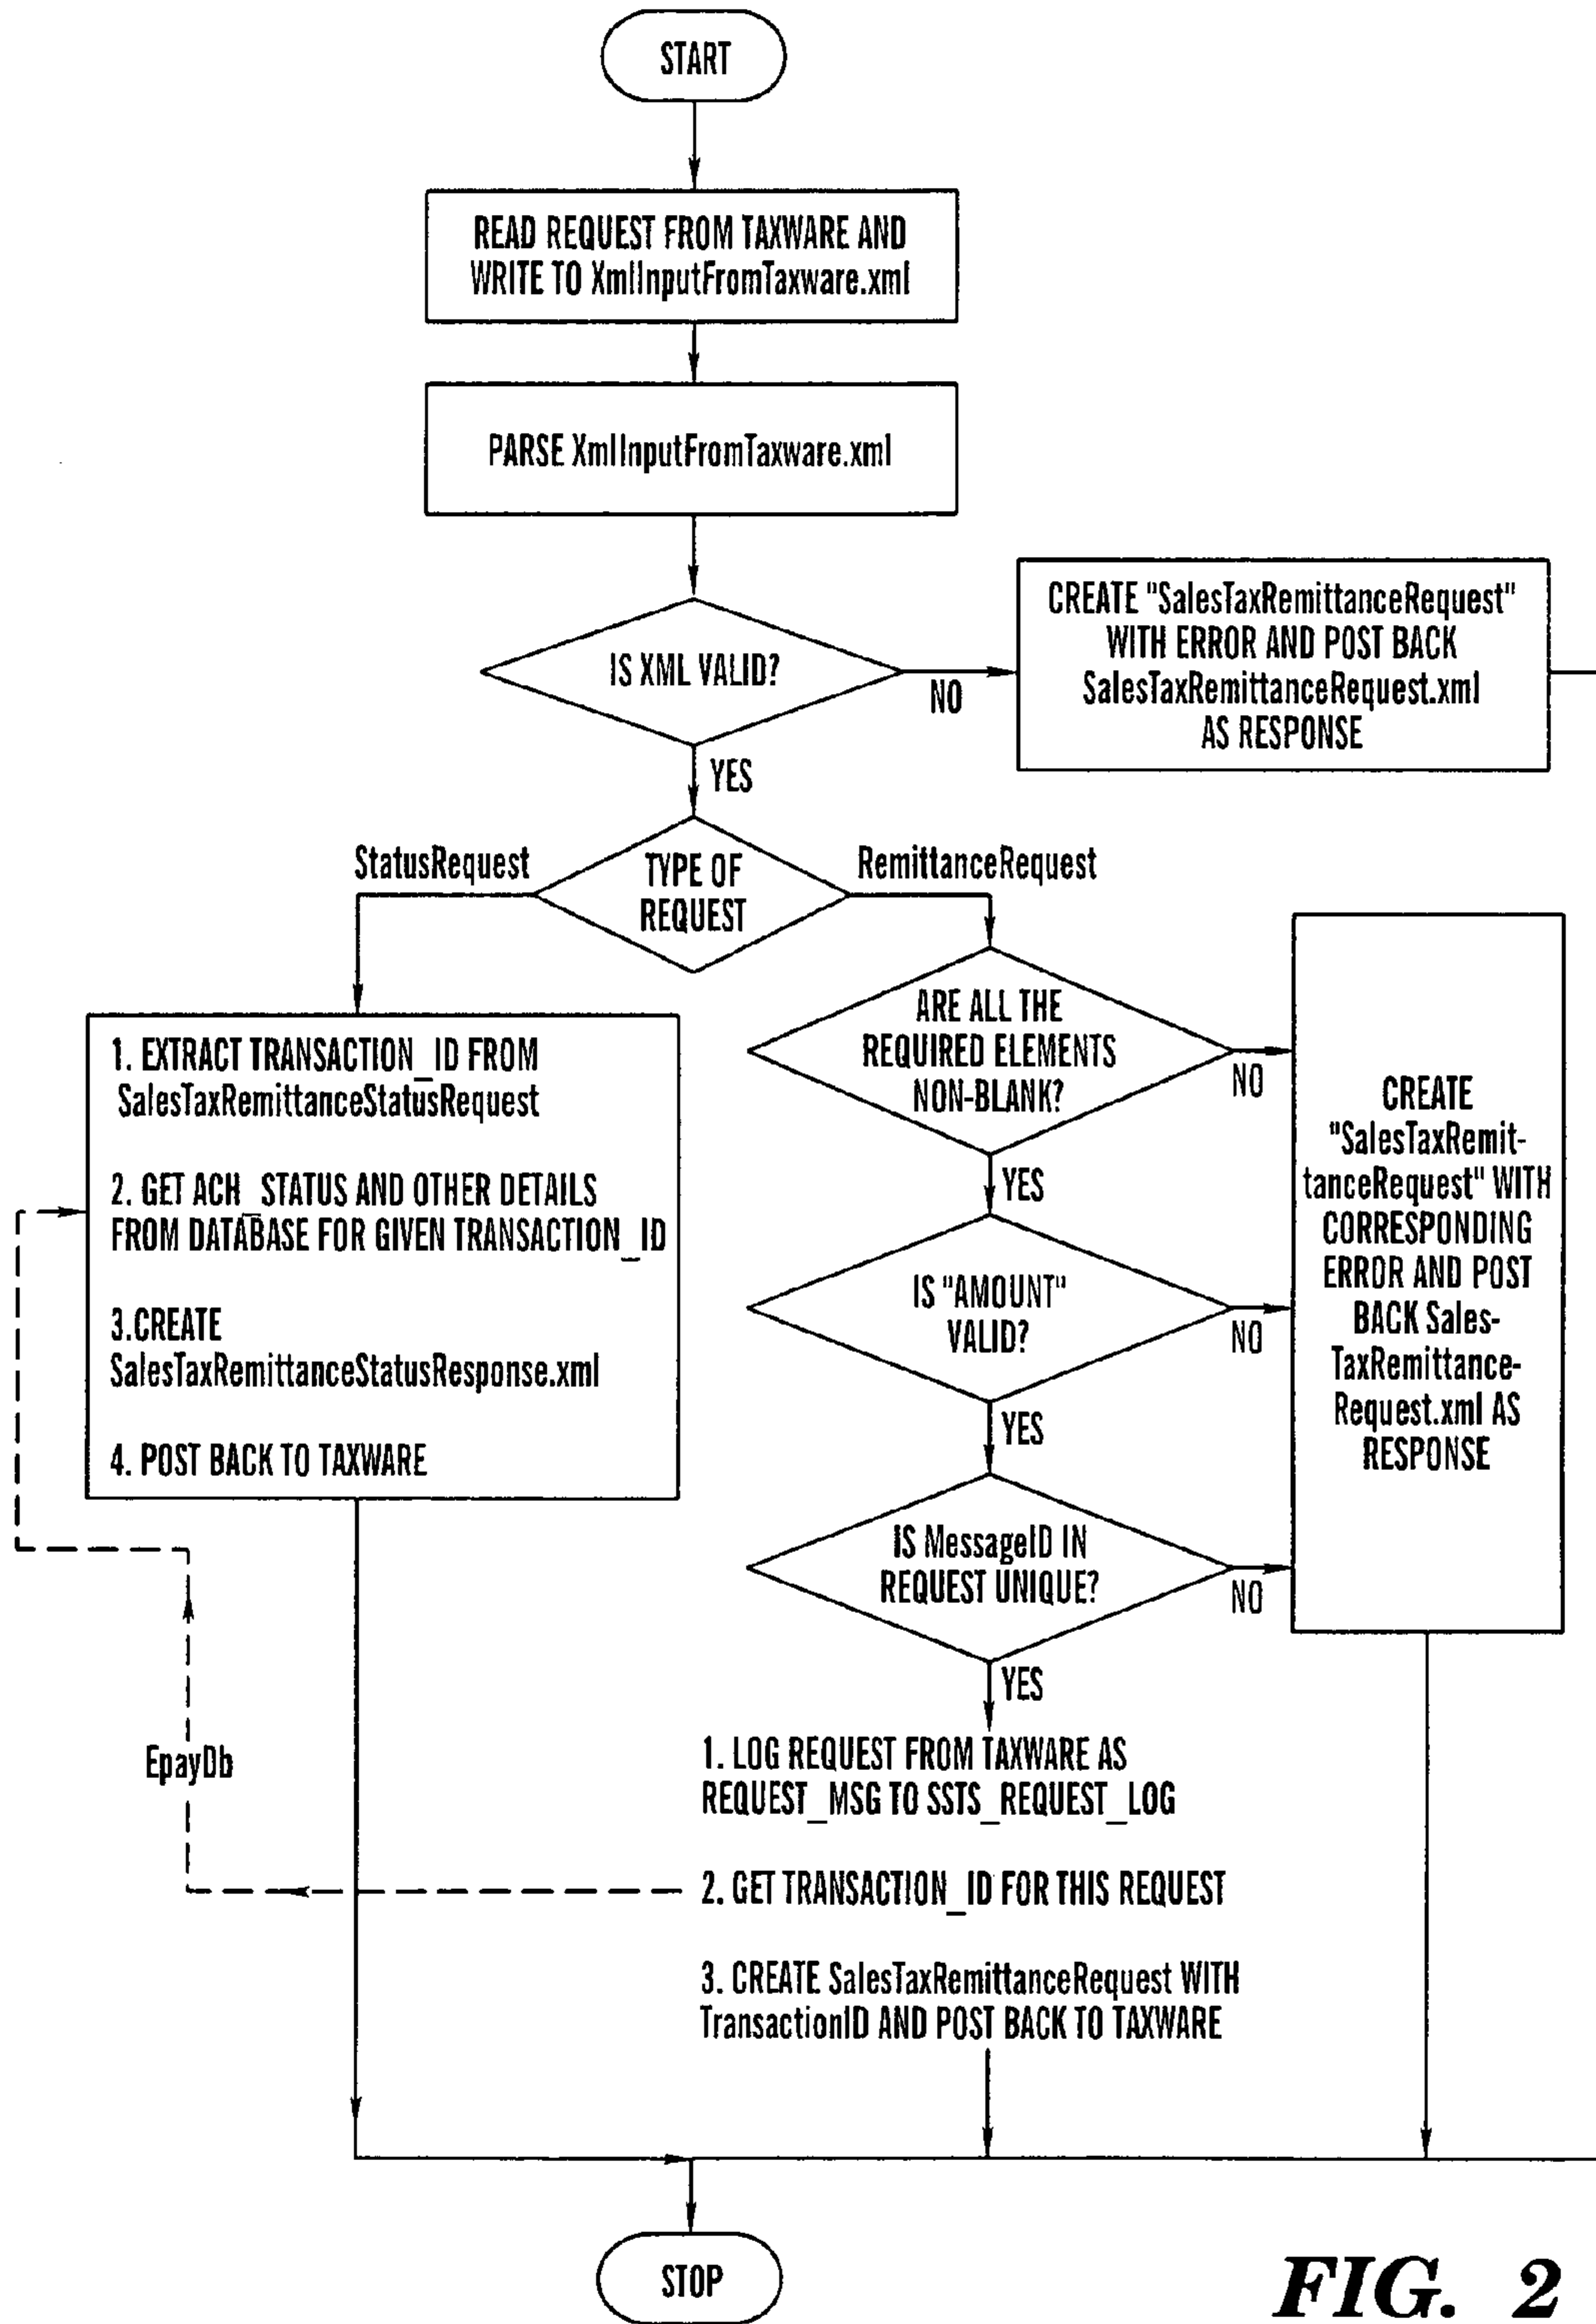 START
READ REQUEST FROM TAXWARE AND
WRITE TO XmlInputFromTaxware.xml
PARSE XmlInputFromTaxware.xml
IS XML VALID?
NO
CREATE "SalesTaxRemittanceRequest"
WITH ERROR AND POST BACK
SalesTaxRemittanceRequest.xml
AS RESPONSE
YES
TYPE OF
REQUEST
StatusRequest
RemittanceRequest
1. EXTRACT TRANSACTION_ID FROM
SalesTaxRemittanceStatusRequest
2. GET ACH_STATUS AND OTHER DETAILS
FROM DATABASE FOR GIVEN TRANSACTION_ID
3.CREATE
SalesTaxRemittanceStatusResponse.xml
4. POST BACK TO TAXWARE
ARE ALL THE
REQUIRED ELEMENTS
NON-BLANK?
NO
YES
IS "AMOUNT"
VALID?
NO
YES
IS MessageID IN
REQUEST UNIQUE?
NO
YES
CREATE
"SalesTaxRemit-
tanceRequest" WITH
CORRESPONDING
ERROR AND POST
BACK Sales-
TaxRemittance-
Request.xml AS
RESPONSE
EpayDb
1. LOG REQUEST FROM TAXWARE AS
REQUEST_MSG TO SSTS_REQUEST_LOG
2. GET TRANSACTION_ID FOR THIS REQUEST
3. CREATE SalesTaxRemittanceRequest WITH
TransactionID AND POST BACK TO TAXWARE
STOP
FIG. 2